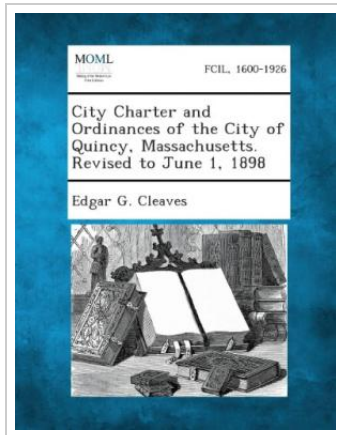 MOML
FCIL, 1600-1926
City Charter and
Ordinances of the City of
Quincy, Massachusetts.
Revised to June 1, 1898
Edgar G. Cleaves